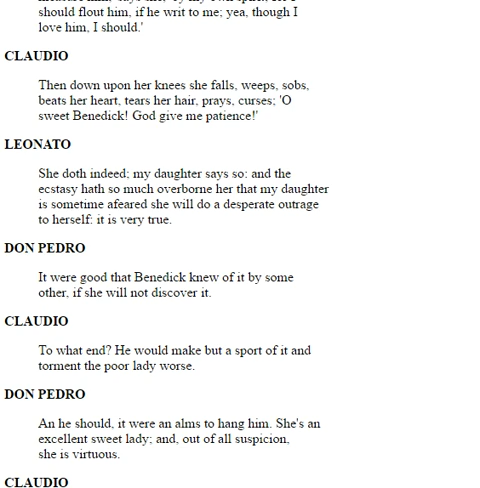 should flout him, if he writ to me; yea, though I
love him, I should.'
CLAUDIO
Then down upon her knees she falls, weeps, sobs,
beats her heart, tears her hair, prays, curses; 'O
sweet Benedick! God give me patience!'
LEONATO
She doth indeed; my daughter says so: and the
ecstasy hath so much overborne her that my daughter
is sometime afeared she will do a desperate outrage
to herself: it is very true.
DON PEDRO
It were good that Benedick knew of it by some
other, if she will not discover it.
CLAUDIO
To what end? He would make but a sport of it and
torment the poor lady worse.
DON PEDRO
An he should, it were an alms to hang him. She's an
excellent sweet lady; and, out of all suspicion,
she is virtuous.
CLAUDIO